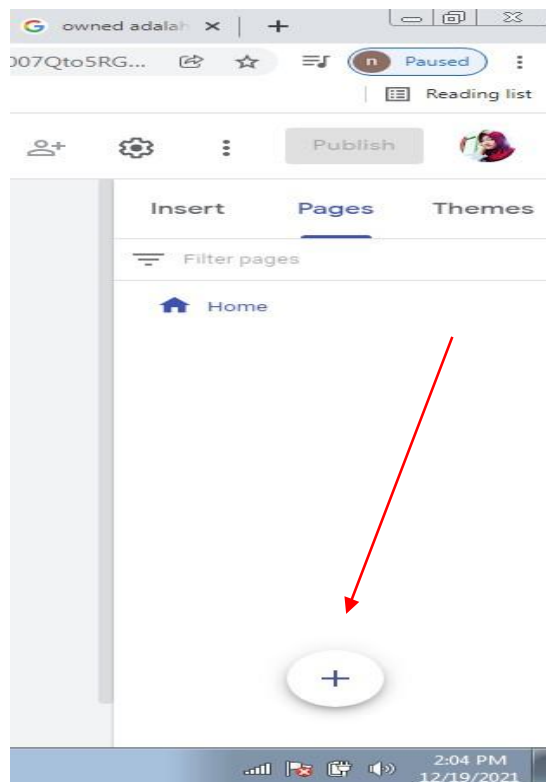 owned adalah
007Qto5RG...
n Paused
Reading list
Publish
Insert Pages Themes
Filter pages
Home
2:04 PM
12/19/2021